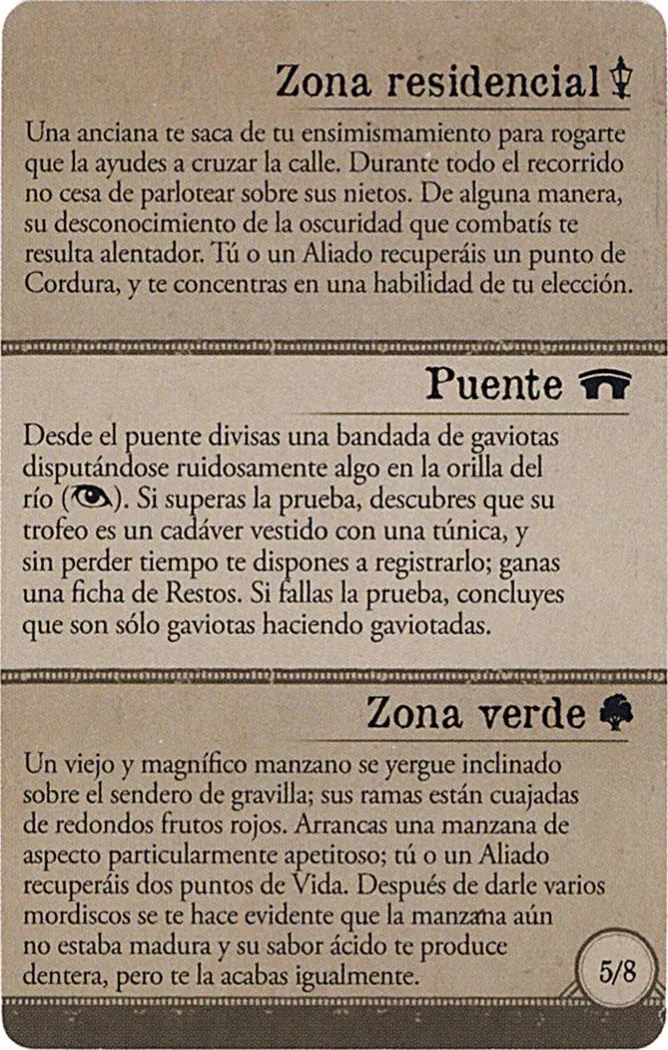 Zona residencial
Una anciana te saca de tu ensimismamiento para rogarte
que la ayudes a cruzar la calle. Durante todo el recorrido
no cesa de parlotear sobre sus nietos. De alguna manera,
su desconocimiento de la oscuridad que combatís te
resulta alentador. Tú o un Aliado recuperáis un punto de
Cordura, y te concentras en una habilidad de tu elección.
Puente
Desde el puente divisas una bandada de gaviotas
disputándose ruidosamente algo en la orilla del
río (). Si superas la prueba, descubres que su
trofeo es un cadáver vestido con una túnica, y
sin perder tiempo te dispones a registrarlo; ganas
una ficha de Restos. Si fallas la prueba, concluyes
que son sólo gaviotas haciendo gaviotadas.
Zona verde
Un viejo y magnífico manzano se yergue inclinado
sobre el sendero de gravilla; sus ramas están cuajadas
de redondos frutos rojos. Arrancas una manzana de
aspecto particularmente apetitoso; tú o un Aliado
recuperáis dos puntos de Vida. Después de darle varios
mordiscos se te hace evidente que la manzana aún
no estaba madura y su sabor ácido te produce
dentera, pero te la acabas igualmente.
5/8